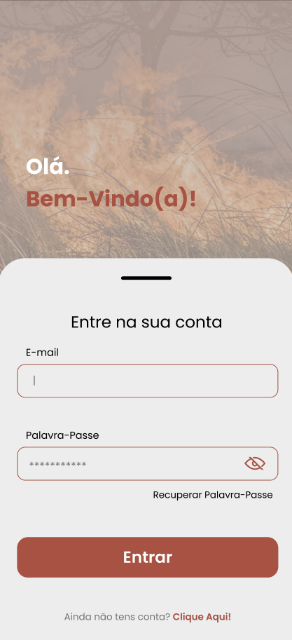 Olá.
Bem-Vindo(a)!
Entre na sua conta
E-mail
Palavra-Passe
***********
Recuperar Palavra-Passe
Entrar
Ainda não tens conta? Clique Aqui!